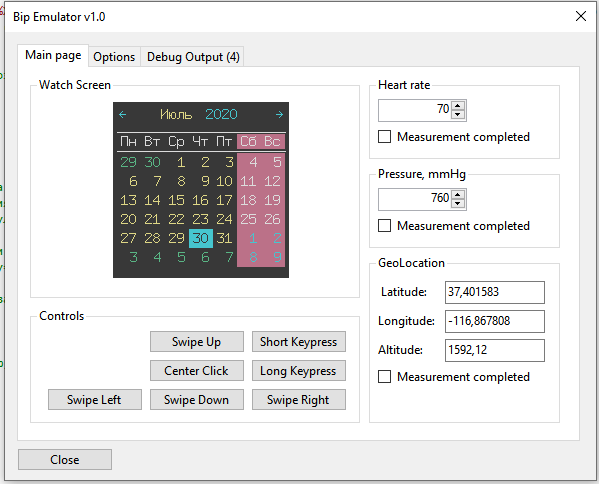 Bip Emulator v1.0
Main page Options Debug Output (4)
Watch Screen
← Июль 2020 →
Пн Вт Ср Чт Пт Сб Вс
29 30 1 2 3 4 5
6 7 8 9 10 11 12
13 14 15 16 17 18 19
20 21 22 23 24 25 26
27 28 29 30 31 1 2
3 4 5 6 7 8 9
Controls
Swipe Up Short Keypress
Center Click Long Keypress
Swipe Left Swipe Down Swipe Right
Heart rate
70
Measurement completed
Pressure, mmHg
760
Measurement completed
GeoLocation
Latitude: 37,401583
Longitude: -116,867808
Altitude: 1592,12
Measurement completed
Close